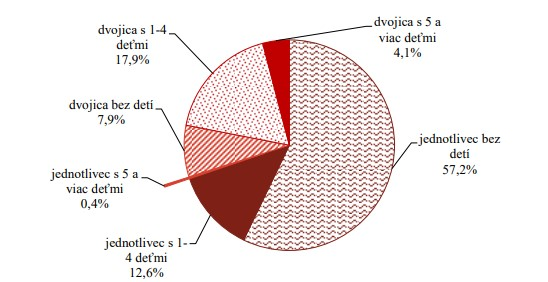 dvojica s 1-4
deťmi
17,9%
dvojica s 5 a
viac deťmi
4,1%
dvojica bez detí
7,9%
jednotlivec bez
detí
57,2%
jednotlivec s 5 a
viac deťmi
0,4%
jednotlivec s 1-
4 deťmi
12,6%